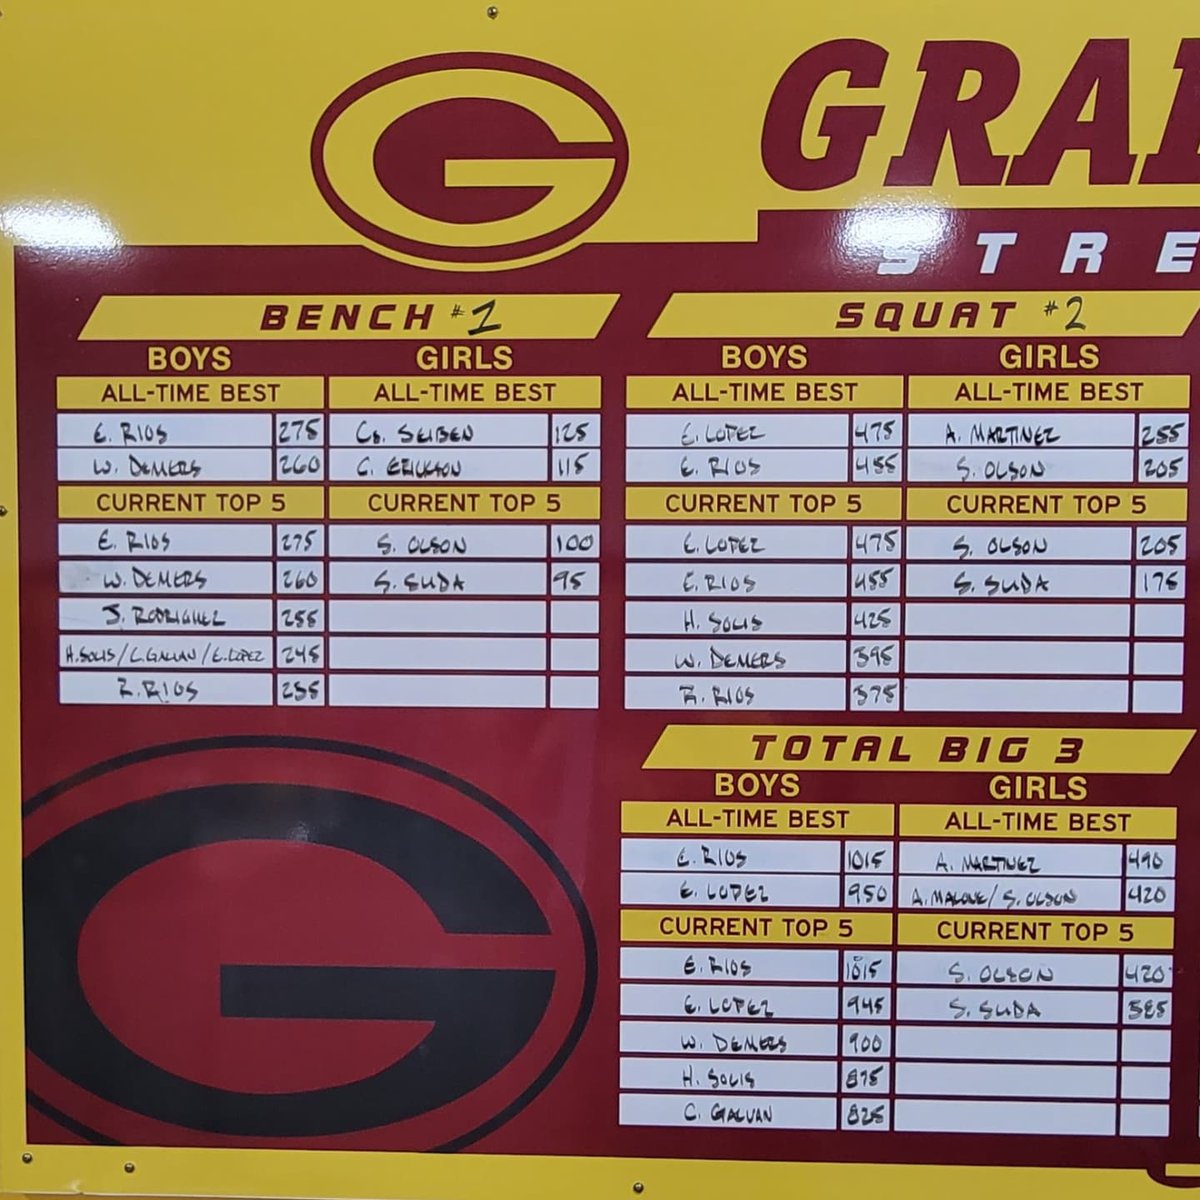 G
GRA
STRE
BENCH #1
BOYS GIRLS
ALL-TIME BEST ALL-TIME BEST
E. RIOS 275 CG. SEIBEN 125
W. DEMERS 260 C. ERICKSON 115
CURRENT TOP 5 CURRENT TOP 5
E. RIOS 275 S. OLSON 100
W. DEMERS 260 S. SUDA 95
J. RODRIGUEZ 255
H. SOLIS / C. GALVAN / E. LOPEZ 245
Z. RIOS 235
SQUAT #2
BOYS GIRLS
ALL-TIME BEST ALL-TIME BEST
E. LOPEZ 475 A. MARTINEZ 255
E. RIOS 455 S. OLSON 205
CURRENT TOP 5 CURRENT TOP 5
E. LOPEZ 475 S. OLSON 205
E. RIOS 455 S. SUDA 175
H. SOLIS 425
W. DEMERS 395
Z. RIOS 375
TOTAL BIG 3
BOYS GIRLS
ALL-TIME BEST ALL-TIME BEST
E. RIOS 1015 A. MARTINEZ 490
E. LOPEZ 950 A. MALONE / S. OLSON 420
CURRENT TOP 5 CURRENT TOP 5
E. RIOS 1015 S. OLSON 420
E. LOPEZ 945 S. SUDA 385
W. DEMERS 900
H. SOLIS 875
C. GALVAN 825
G